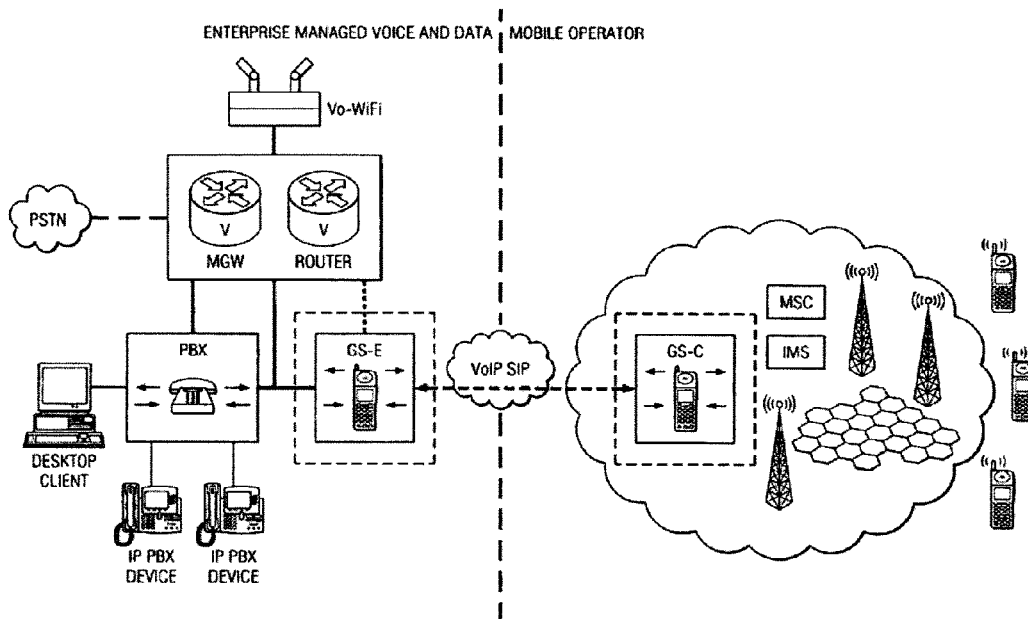 ENTERPRISE MANAGED VOICE AND DATA
MOBILE OPERATOR
Vo-WiFi
PSTN
V
MGW
V
ROUTER
PBX
GS-E
VoIP SIP
GS-C
MSC
IMS
DESKTOP
CLIENT
IP PBX
DEVICE
IP PBX
DEVICE